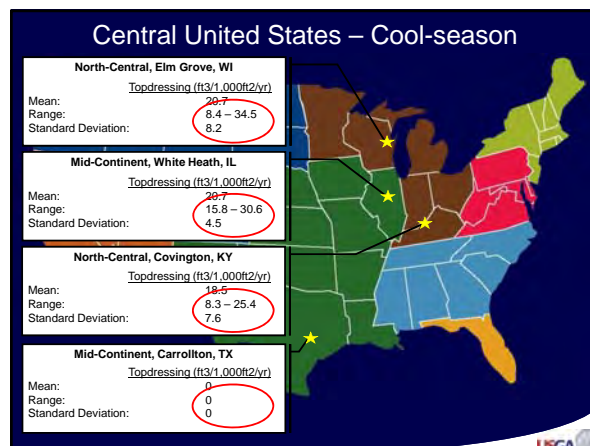 Central United States – Cool-season
North-Central, Elm Grove, WI
Topdressing (ft3/1,000ft2/yr)
Mean: 20.7
Range: 8.4 – 34.5
Standard Deviation: 8.2
Mid-Continent, White Heath, IL
Topdressing (ft3/1,000ft2/yr)
Mean: 20.7
Range: 15.8 – 30.6
Standard Deviation: 4.5
North-Central, Covington, KY
Topdressing (ft3/1,000ft2/yr)
Mean: 18.5
Range: 8.3 – 25.4
Standard Deviation: 7.6
Mid-Continent, Carrollton, TX
Topdressing (ft3/1,000ft2/yr)
Mean: 0
Range: 0
Standard Deviation: 0
USGA